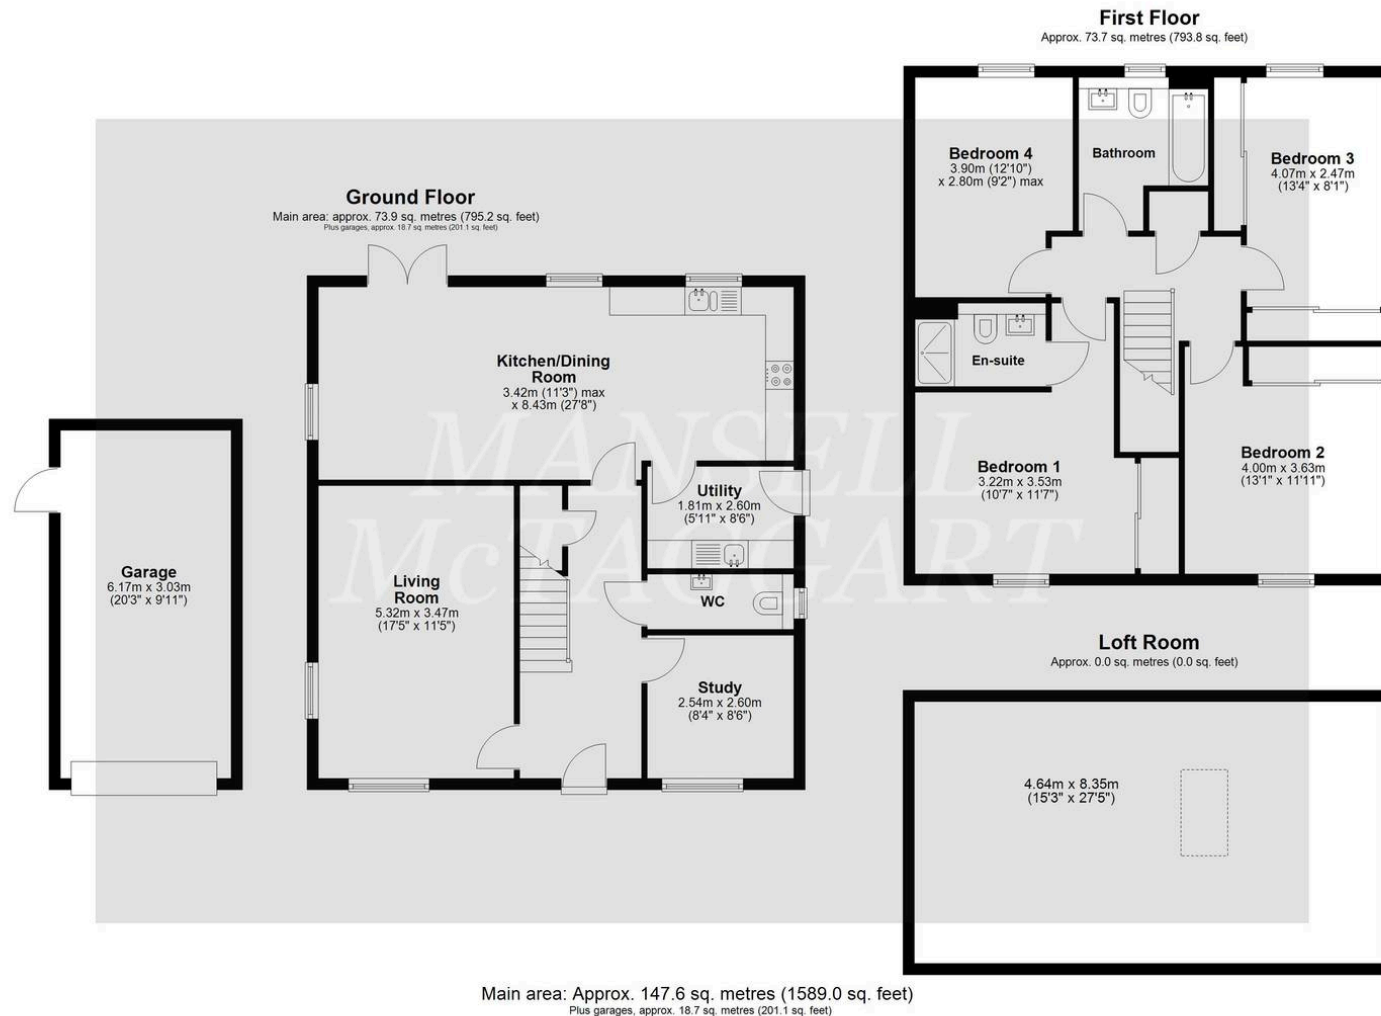 First Floor
Approx. 73.7 sq. metres (793.8 sq. feet)
Bedroom 4
3.90m (12'10")
x 2.80m (9'2") max
Bathroom
Bedroom 3
4.07m x 2.47m
(13'4" x 8'1")
Ground Floor
Main area: approx. 73.9 sq. metres (795.2 sq. feet)
Plus garages, approx. 18.7 sq. metres (201.1 sq. feet)
Kitchen/Dining
Room
3.42m (11'3") max
x 8.43m (27'8")
En-suite
Bedroom 1
3.22m x 3.53m
(10'7" x 11'7")
Bedroom 2
4.00m x 3.63m
(13'1" x 11'11")
MANSELL
McTAGGART
Utility
1.81m x 2.60m
(5'11" x 8'6")
Garage
6.17m x 3.03m
(20'3" x 9'11")
Living
Room
5.32m x 3.47m
(17'5" x 11'5")
WC
Study
2.54m x 2.60m
(8'4" x 8'6")
Loft Room
Approx. 0.0 sq. metres (0.0 sq. feet)
4.64m x 8.35m
(15'3" x 27'5")
Main area: Approx. 147.6 sq. metres (1589.0 sq. feet)
Plus garages, approx. 18.7 sq. metres (201.1 sq. feet)